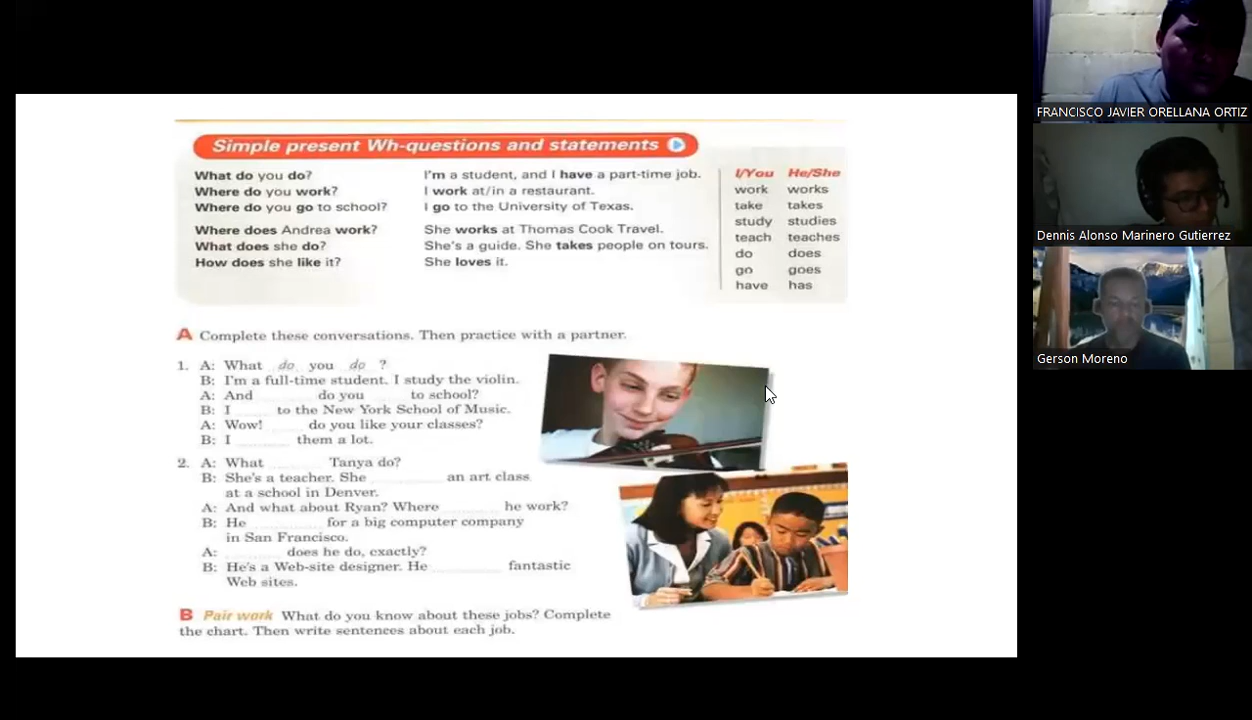 Simple present Wh-questions and statements
What do you do? I'm a student, and I have a part-time job.
Where do you work? I work at/in a restaurant.
Where do you go to school? I go to the University of Texas.
Where does Andrea work? She works at Thomas Cook Travel.
What does she do? She's a guide. She takes people on tours.
How does she like it? She loves it.
I/You He/She
work works
take takes
study studies
teach teaches
do does
go goes
have has
A Complete these conversations. Then practice with a partner.
1. A: What do you do ?
B: I'm a full-time student. I study the violin.
A: And ........ do you ........ to school?
B: I ........ to the New York School of Music.
A: Wow! ........ do you like your classes?
B: I ........ them a lot.
2. A: What ........ Tanya do?
B: She's a teacher. She ........ an art class
at a school in Denver.
A: And what about Ryan? Where ........ he work?
B: He ........ for a big computer company
in San Francisco.
A: ........ does he do, exactly?
B: He's a Web-site designer. He ........ fantastic
Web sites.
B Pair work What do you know about these jobs? Complete
the chart. Then write sentences about each job.
FRANCISCO JAVIER ORELLANA ORTIZ
Dennis Alonso Marinero Gutierrez
Gerson Moreno